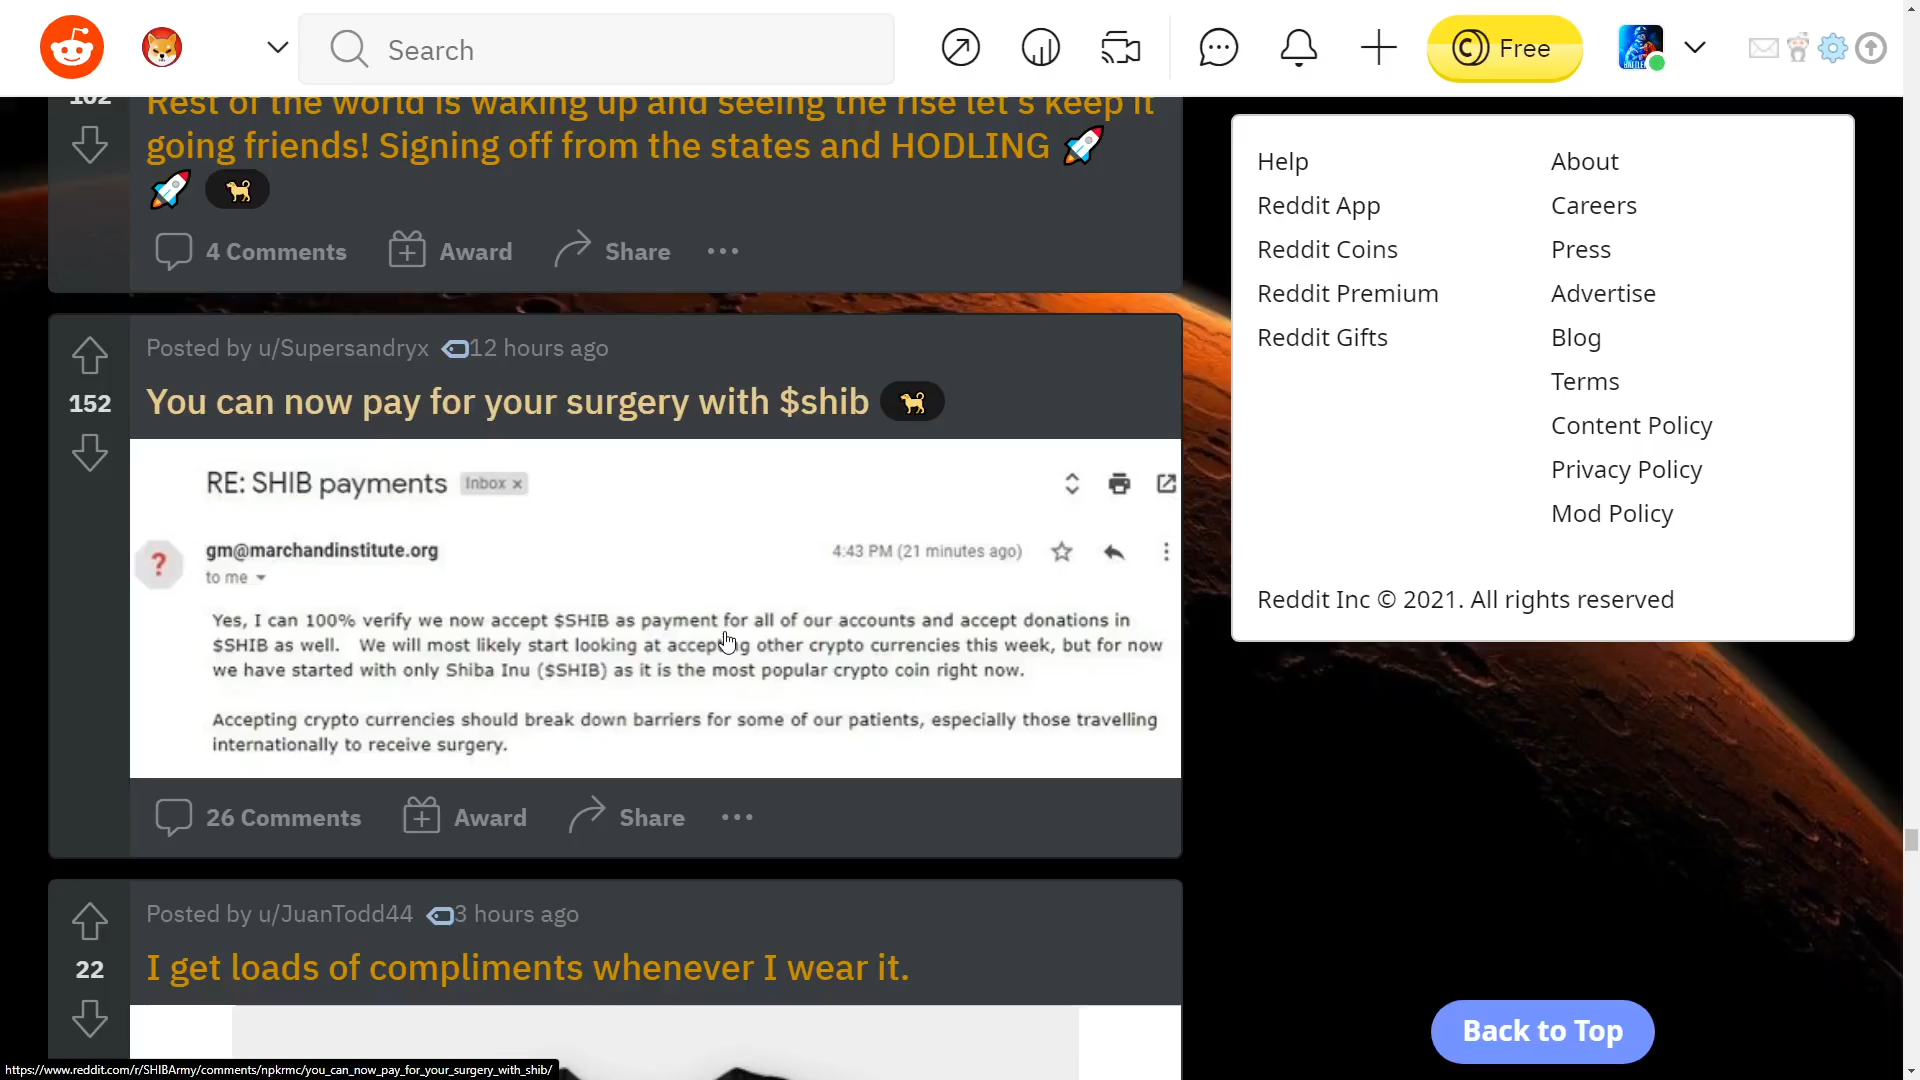 Search
Free
102
Rest of the world is waking up and seeing the rise let's keep it
going friends! Signing off from the states and HODLING 🚀
🚀
4 Comments
Award
Share
Posted by u/Supersandryx 12 hours ago
152
You can now pay for your surgery with $shib
RE: SHIB payments
Inbox x
gm@marchandinstitute.org
4:43 PM (21 minutes ago)
to me
Yes, I can 100% verify we now accept $SHIB as payment for all of our accounts and accept donations in
$SHIB as well. We will most likely start looking at accepting other crypto currencies this week, but for now
we have started with only Shiba Inu ($SHIB) as it is the most popular crypto coin right now.
Accepting crypto currencies should break down barriers for some of our patients, especially those travelling
internationally to receive surgery.
26 Comments
Award
Share
Posted by u/JuanTodd44 3 hours ago
22
I get loads of compliments whenever I wear it.
Help
Reddit App
Reddit Coins
Reddit Premium
Reddit Gifts
About
Careers
Press
Advertise
Blog
Terms
Content Policy
Privacy Policy
Mod Policy
Reddit Inc © 2021. All rights reserved
Back to Top
https://www.reddit.com/r/SHIBArmy/comments/npkrmc/you_can_now_pay_for_your_surgery_with_shib/